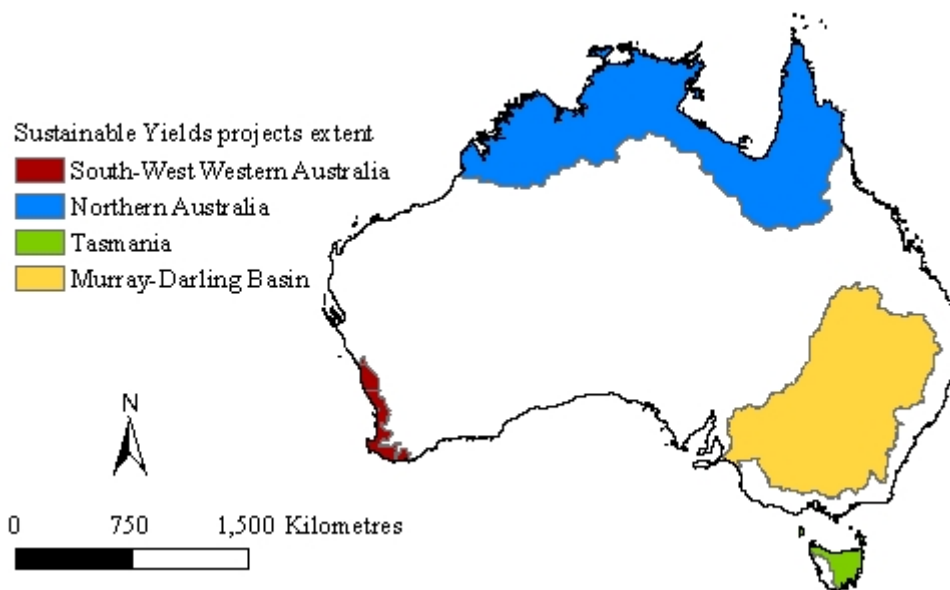 Sustainable Yields projects extent
South-West Western Australia
Northern Australia
Tasmania
Murray-Darling Basin
N
0 750 1,500 Kilometres